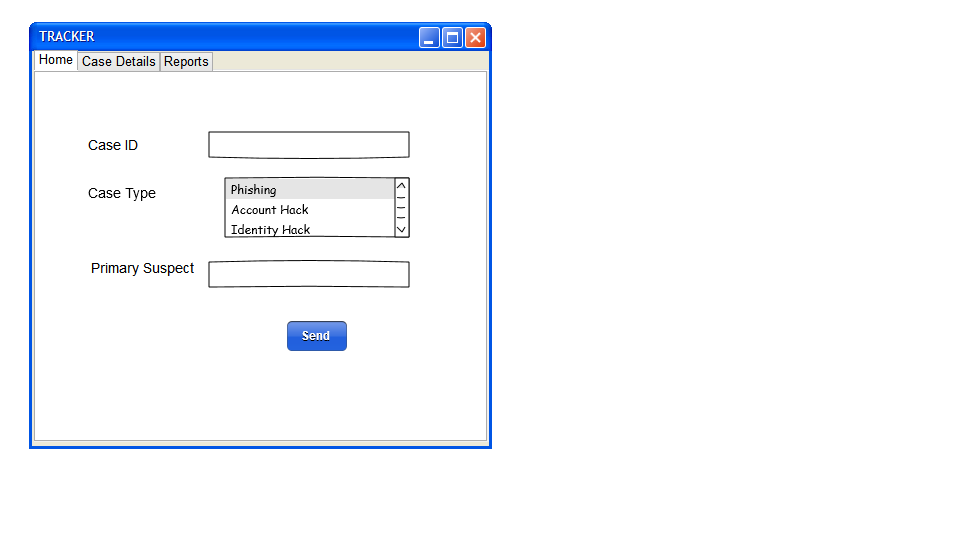 TRACKER
Home Case Details Reports
Case ID
Case Type
Phishing
Account Hack
Identity Hack
Primary Suspect
Send